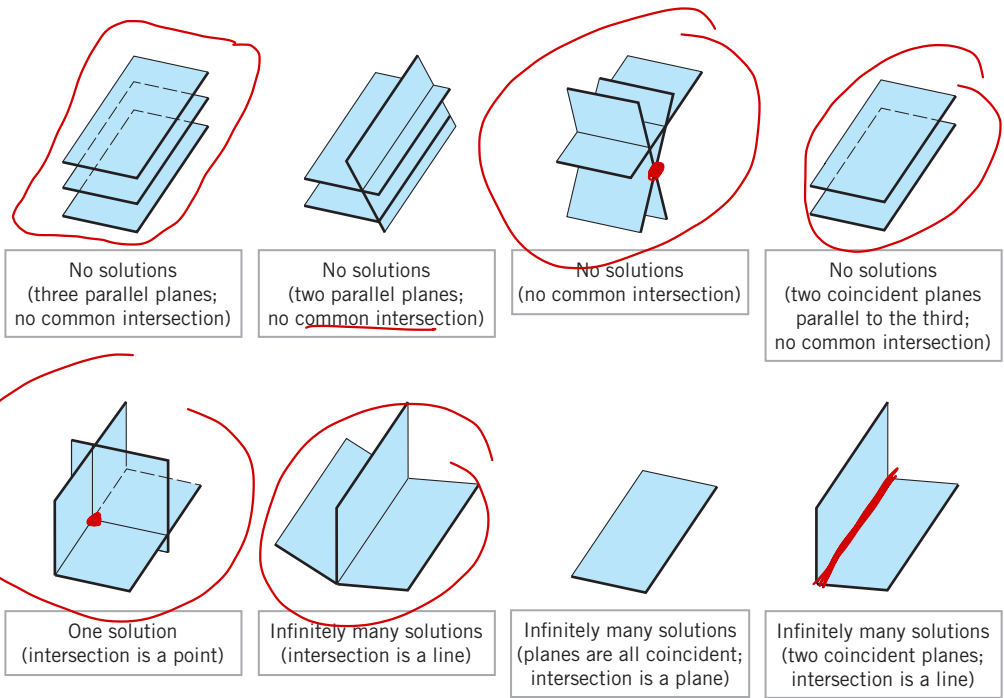 No solutions
(three parallel planes;
no common intersection)
No solutions
(two parallel planes;
no common intersection)
No solutions
(no common intersection)
No solutions
(two coincident planes
parallel to the third;
no common intersection)
One solution
(intersection is a point)
Infinitely many solutions
(intersection is a line)
Infinitely many solutions
(planes are all coincident;
intersection is a plane)
Infinitely many solutions
(two coincident planes;
intersection is a line)